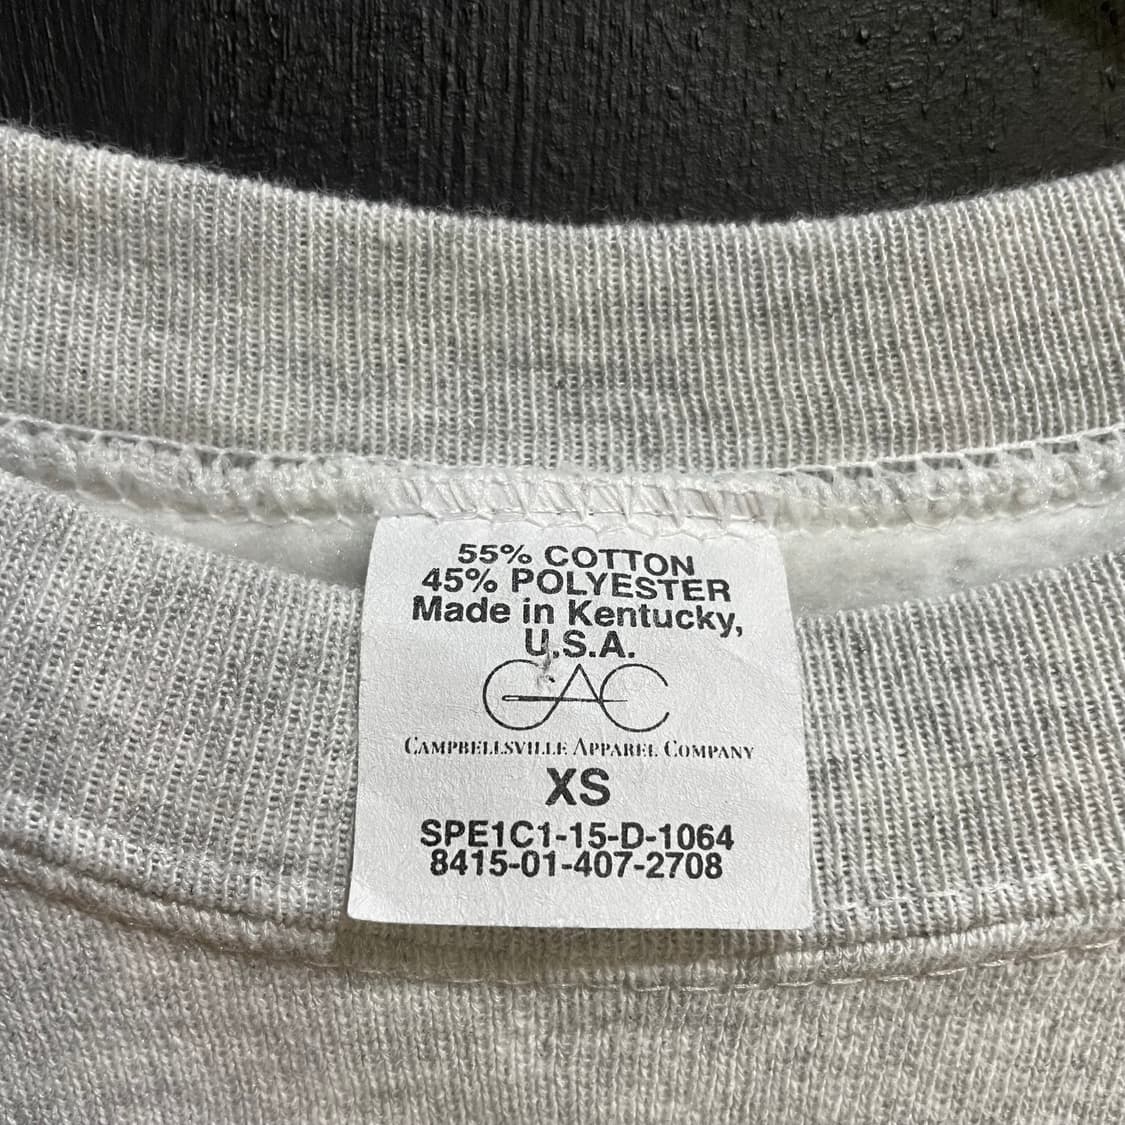 55% COTTON
45% POLYESTER
Made in Kentucky,
U.S.A.
CAC
CAMPBELLSVILLE APPAREL COMPANY
XS
SPE1C1-15-D-1064
8415-01-407-2708